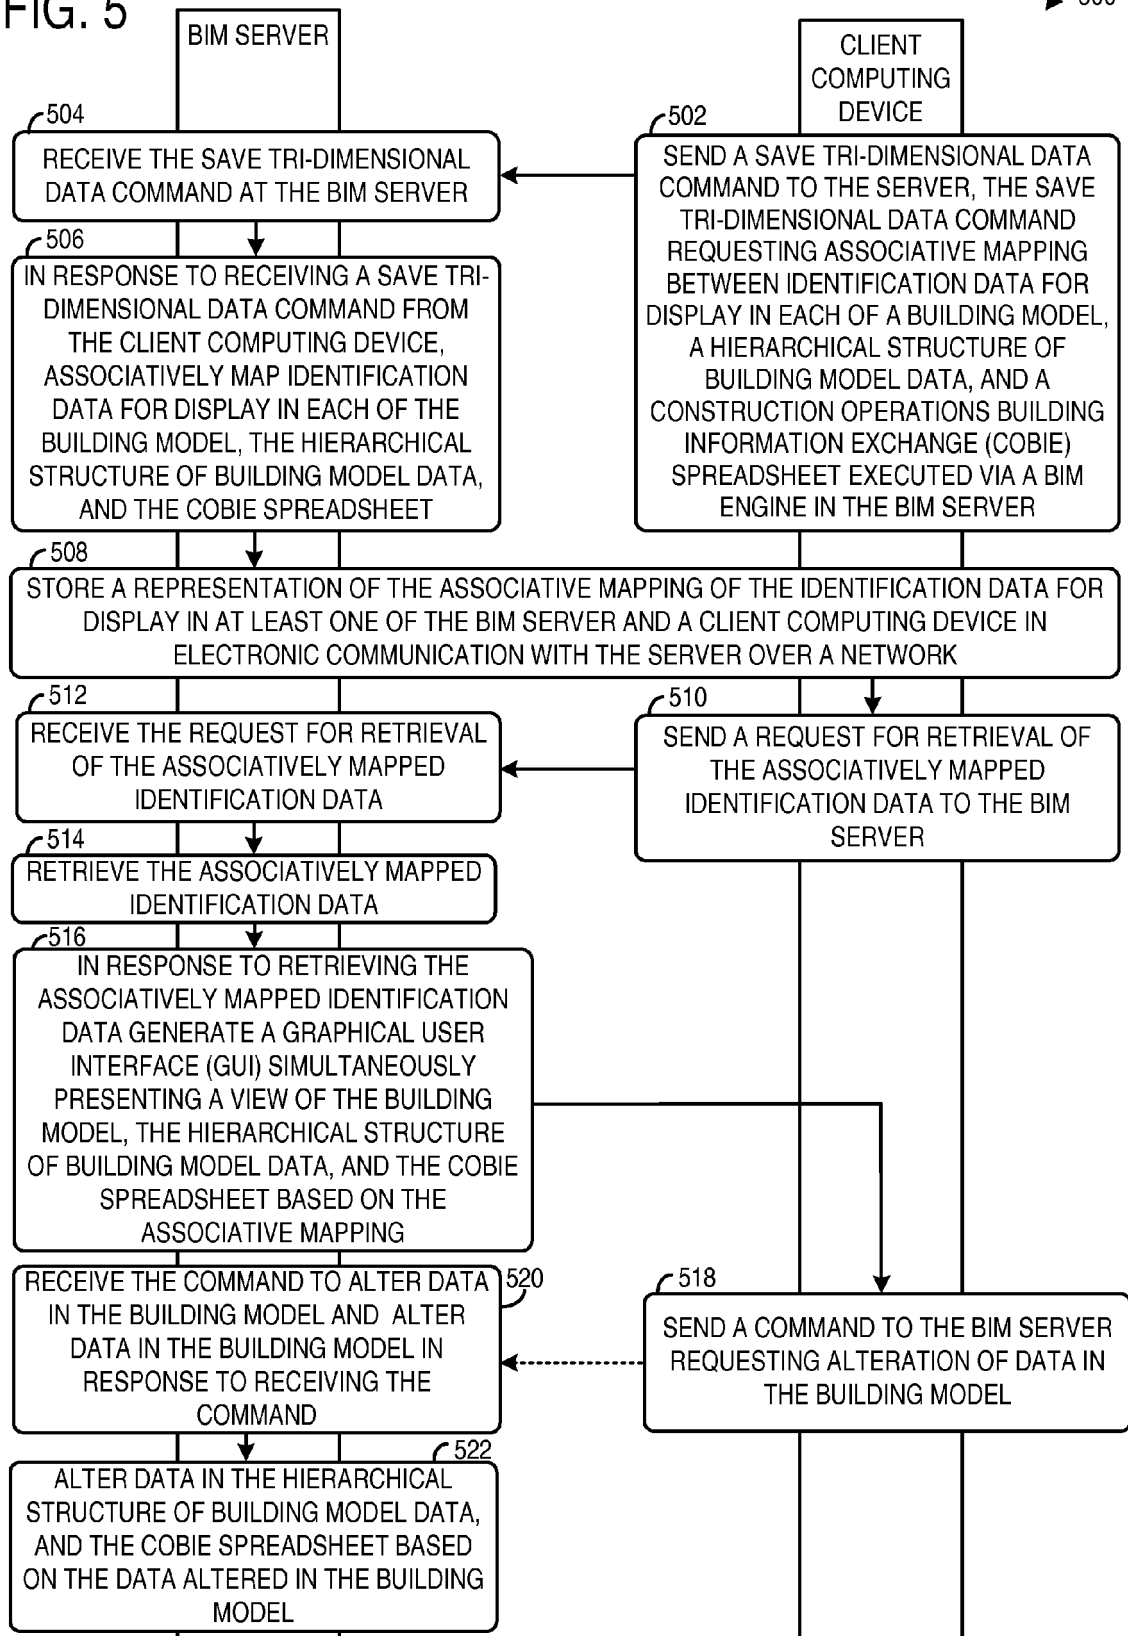 FIG. 5
BIM SERVER
CLIENT
COMPUTING
DEVICE
504
RECEIVE THE SAVE TRI-DIMENSIONAL
DATA COMMAND AT THE BIM SERVER
502
SEND A SAVE TRI-DIMENSIONAL DATA
COMMAND TO THE SERVER, THE SAVE
TRI-DIMENSIONAL DATA COMMAND
REQUESTING ASSOCIATIVE MAPPING
BETWEEN IDENTIFICATION DATA FOR
DISPLAY IN EACH OF A BUILDING MODEL,
A HIERARCHICAL STRUCTURE OF
BUILDING MODEL DATA, AND A
CONSTRUCTION OPERATIONS BUILDING
INFORMATION EXCHANGE (COBIE)
SPREADSHEET EXECUTED VIA A BIM
ENGINE IN THE BIM SERVER
506
IN RESPONSE TO RECEIVING A SAVE TRI-
DIMENSIONAL DATA COMMAND FROM
THE CLIENT COMPUTING DEVICE,
ASSOCIATIVELY MAP IDENTIFICATION
DATA FOR DISPLAY IN EACH OF THE
BUILDING MODEL, THE HIERARCHICAL
STRUCTURE OF BUILDING MODEL DATA,
AND THE COBIE SPREADSHEET
508
STORE A REPRESENTATION OF THE ASSOCIATIVE MAPPING OF THE IDENTIFICATION DATA FOR
DISPLAY IN AT LEAST ONE OF THE BIM SERVER AND A CLIENT COMPUTING DEVICE IN
ELECTRONIC COMMUNICATION WITH THE SERVER OVER A NETWORK
512
RECEIVE THE REQUEST FOR RETRIEVAL
OF THE ASSOCIATIVELY MAPPED
IDENTIFICATION DATA
510
SEND A REQUEST FOR RETRIEVAL OF
THE ASSOCIATIVELY MAPPED
IDENTIFICATION DATA TO THE BIM
SERVER
514
RETRIEVE THE ASSOCIATIVELY MAPPED
IDENTIFICATION DATA
516
IN RESPONSE TO RETRIEVING THE
ASSOCIATIVELY MAPPED IDENTIFICATION
DATA GENERATE A GRAPHICAL USER
INTERFACE (GUI) SIMULTANEOUSLY
PRESENTING A VIEW OF THE BUILDING
MODEL, THE HIERARCHICAL STRUCTURE
OF BUILDING MODEL DATA, AND THE COBIE
SPREADSHEET BASED ON THE
ASSOCIATIVE MAPPING
520
RECEIVE THE COMMAND TO ALTER DATA
IN THE BUILDING MODEL AND ALTER
DATA IN THE BUILDING MODEL IN
RESPONSE TO RECEIVING THE
COMMAND
518
SEND A COMMAND TO THE BIM SERVER
REQUESTING ALTERATION OF DATA IN
THE BUILDING MODEL
522
ALTER DATA IN THE HIERARCHICAL
STRUCTURE OF BUILDING MODEL DATA,
AND THE COBIE SPREADSHEET BASED
ON THE DATA ALTERED IN THE BUILDING
MODEL